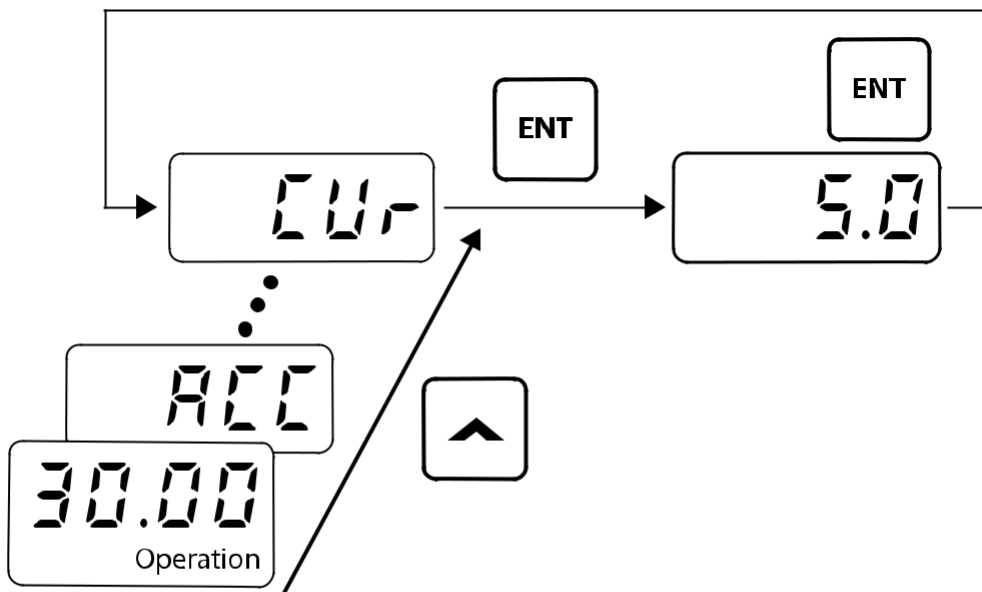 ENT
ENT
CUr
5.0
ACC
30.00
Operation